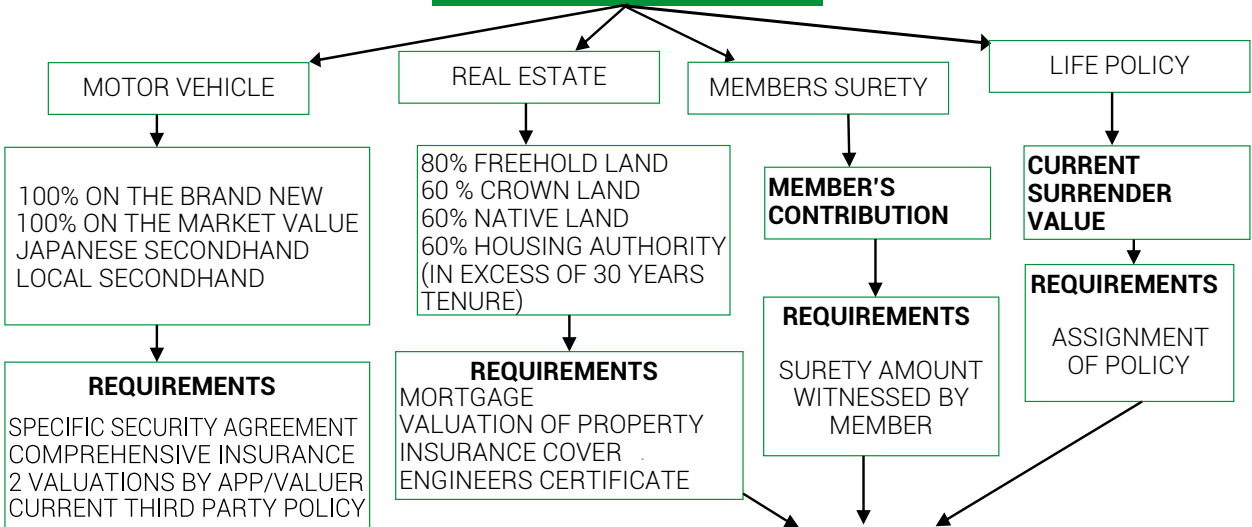 MOTOR VEHICLE
REAL ESTATE
MEMBERS SURETY
LIFE POLICY
100% ON THE BRAND NEW
100% ON THE MARKET VALUE
JAPANESE SECONDHAND
LOCAL SECONDHAND
80% FREEHOLD LAND
60 % CROWN LAND
60% NATIVE LAND
60% HOUSING AUTHORITY
(IN EXCESS OF 30 YEARS
TENURE)
MEMBER'S
CONTRIBUTION
CURRENT
SURRENDER
VALUE
REQUIREMENTS
SPECIFIC SECURITY AGREEMENT
COMPREHENSIVE INSURANCE
2 VALUATIONS BY APP/VALUER
CURRENT THIRD PARTY POLICY
REQUIREMENTS
MORTGAGE
VALUATION OF PROPERTY
INSURANCE COVER
ENGINEERS CERTIFICATE
REQUIREMENTS
SURETY AMOUNT
WITNESSED BY
MEMBER
REQUIREMENTS
ASSIGNMENT
OF POLICY